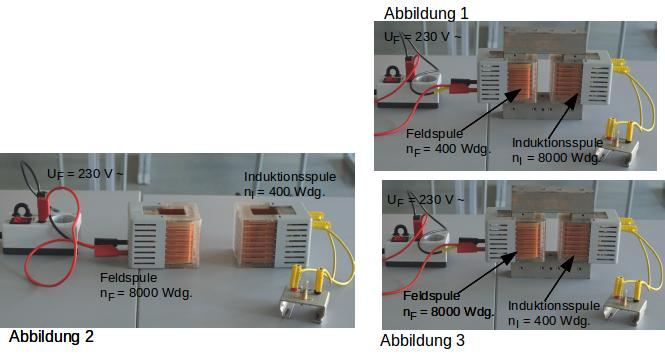 Abbildung 1
U_F = 230 V ~
Feldspule
n_F = 400 Wdg.
Induktionsspule
n_I = 8000 Wdg.
U_F = 230 V ~
Induktionsspule
n_I = 400 Wdg.
Feldspule
n_F = 8000 Wdg.
Abbildung 2
U_F = 230 V ~
Feldspule
n_F = 8000 Wdg.
Induktionsspule
n_I = 400 Wdg.
Abbildung 3